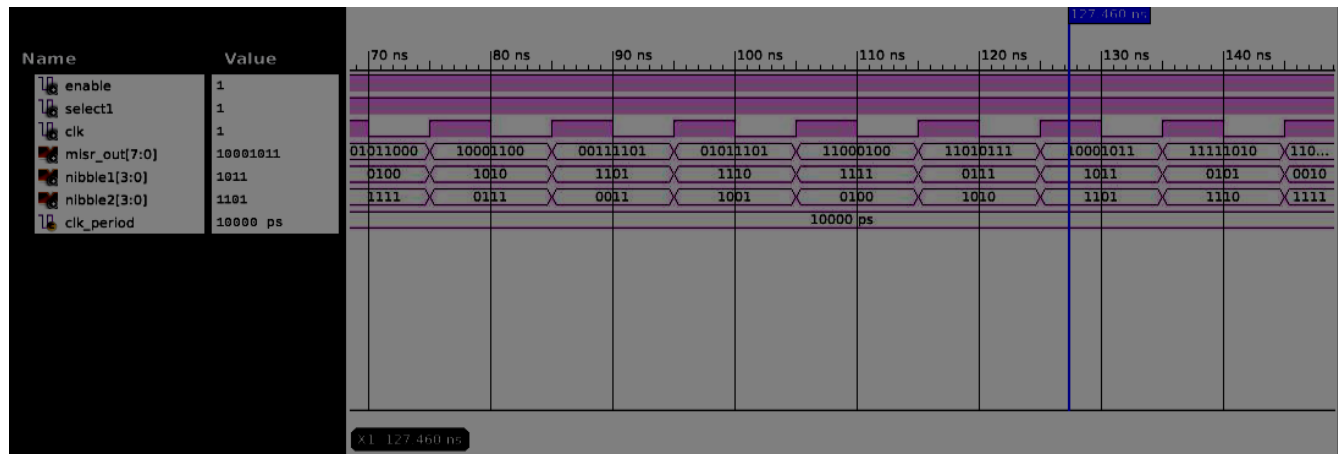 127.460 ns
Name Value
70 ns 80 ns 90 ns 100 ns 110 ns 120 ns 130 ns 140 ns
enable 1
select1 1
clk 1
misr_out[7:0] 10001011 01011000 10001100 00111101 01011101 11000100 11010111 10001011 11111010 110...
nibble1[3:0] 1011 0100 1010 1101 1110 1111 0111 1011 0101 0010
nibble2[3:0] 1101 1111 0111 0011 1001 0100 1010 1101 1110 1111
clk_period 10000 ps 10000 ps
X1 127.460 ns